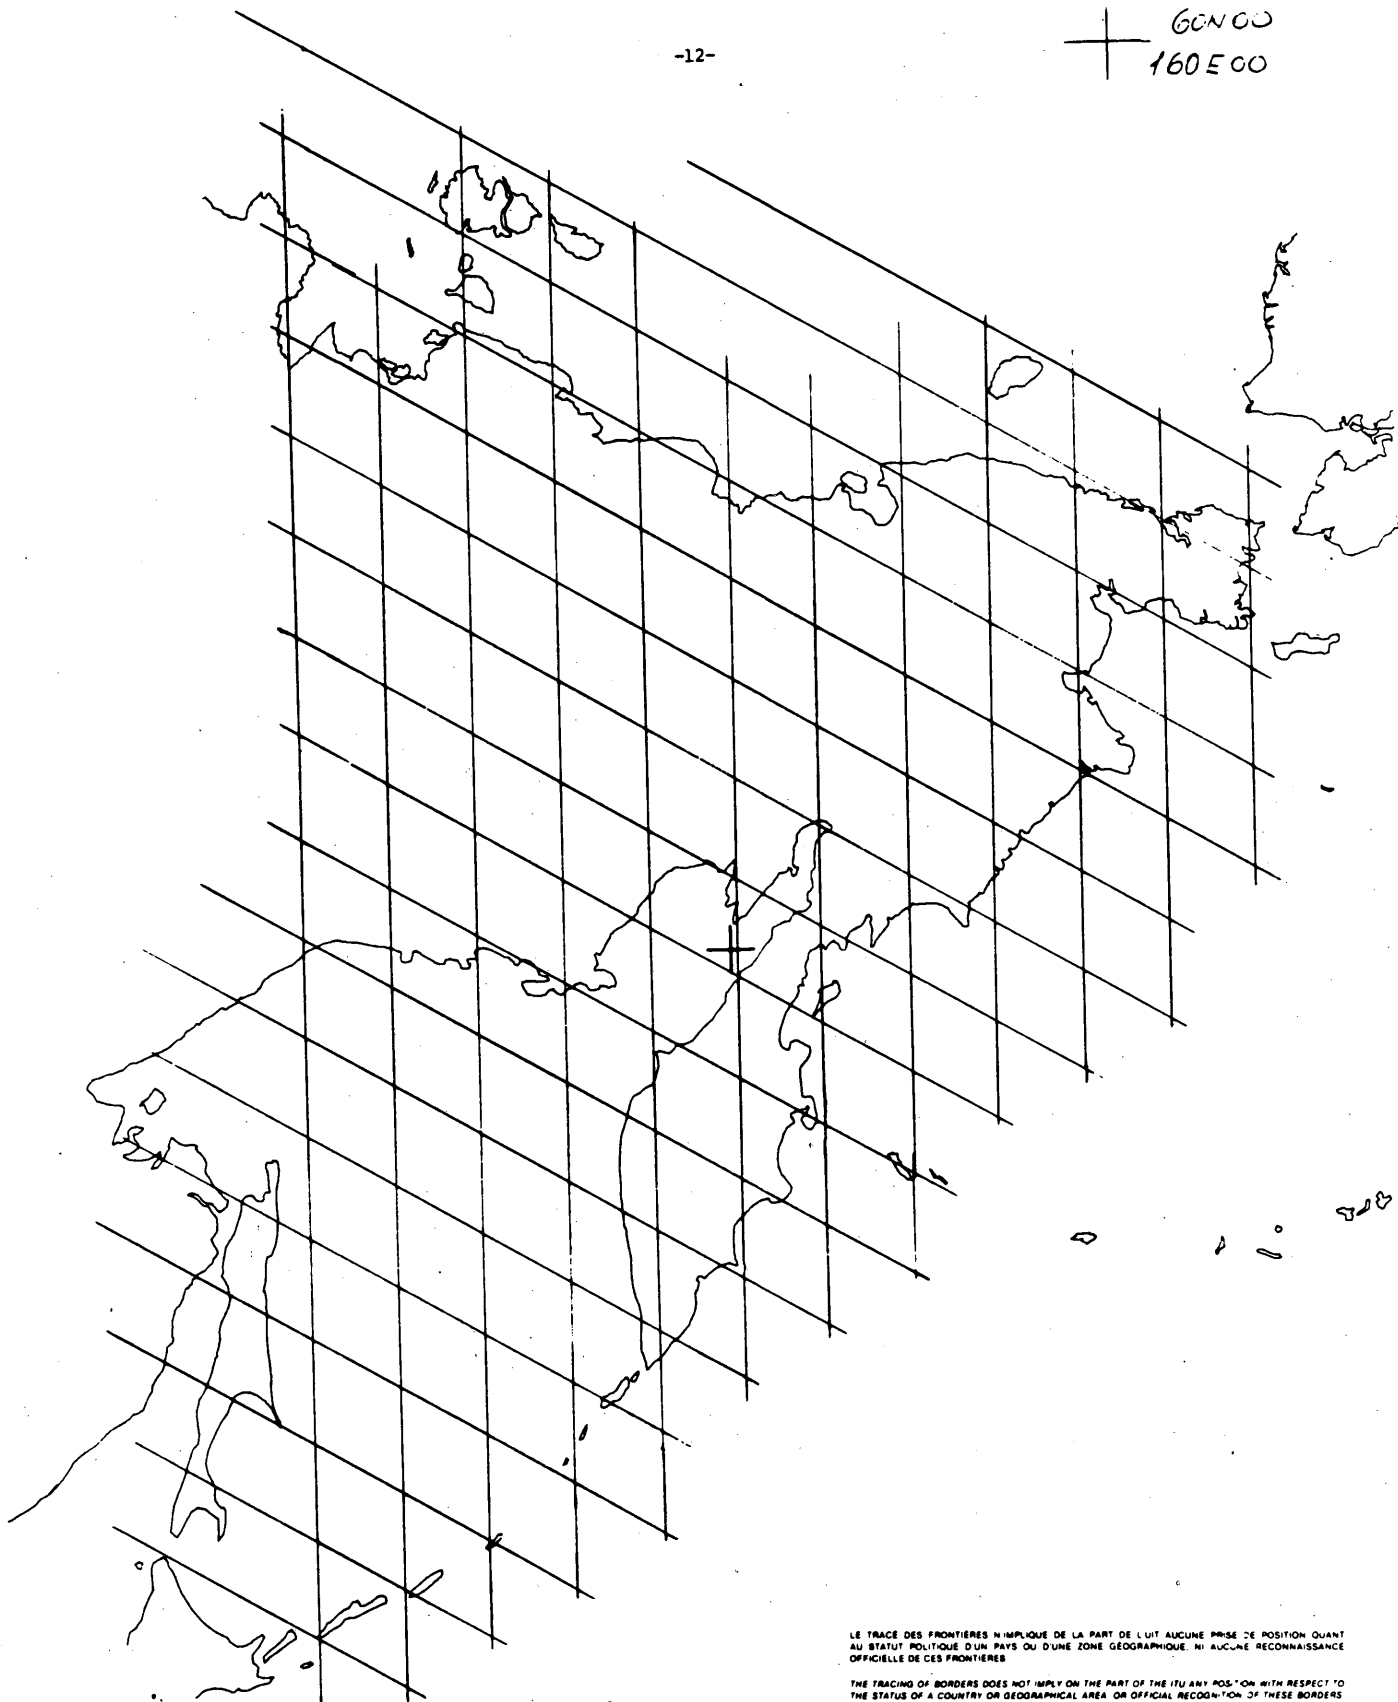 -12-
60N00
160E00
LE TRACÉ DES FRONTIÈRES N'IMPLIQUE DE LA PART DE L'UIT AUCUNE PRISE DE POSITION QUANT
AU STATUT POLITIQUE D'UN PAYS OU D'UNE ZONE GÉOGRAPHIQUE, NI AUCUNE RECONNAISSANCE
OFFICIELLE DE CES FRONTIÈRES
THE TRACING OF BORDERS DOES NOT IMPLY ON THE PART OF THE ITU ANY POSITION WITH RESPECT TO
THE STATUS OF A COUNTRY OR GEOGRAPHICAL AREA OR OFFICIAL RECOGNITION OF THESE BORDERS